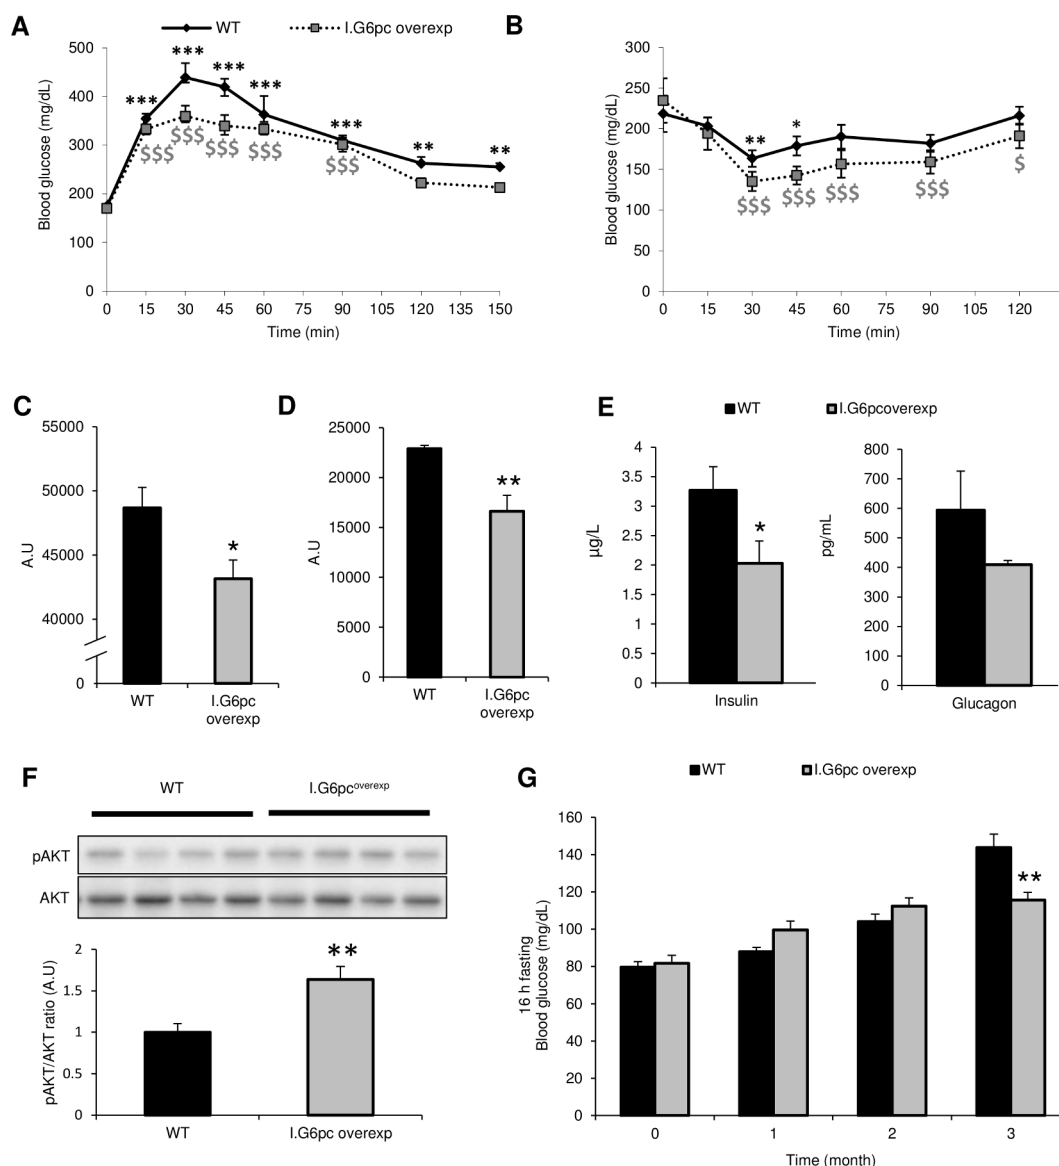 A
WT
I.G6pc overexp
B
Blood glucose (mg/dL)
500
400
300
200
100
0
***
***
***
***
***
**
**
$$$
$$$
$$$
$$$
$$$
0 15 30 45 60 75 90 105 120 135 150
Time (min)
Blood glucose (mg/dL)
300
250
200
150
100
50
0
**
*
$$$
$$$
$$$
$$$
$
0 15 30 45 60 75 90 105 120
Time (min)
C
A.U
55000
50000
45000
40000
0
*
WT
I.G6pc
overexp
D
A.U
25000
20000
15000
10000
5000
0
**
WT
I.G6pc
overexp
E
WT
I.G6pcoverexp
µg/L
4
3.5
3
2.5
2
1.5
1
0.5
0
*
Insulin
pg/mL
800
700
600
500
400
300
200
100
0
Glucagon
F
WT
I.G6pcoverexp
pAKT
AKT
pAKT/AKT ratio (A.U)
2
1.5
1
0.5
0
**
WT
I.G6pc overexp
G
WT
I.G6pc overexp
16 h fasting
Blood glucose (mg/dL)
160
140
120
100
80
60
40
20
0
**
0 1 2 3
Time (month)